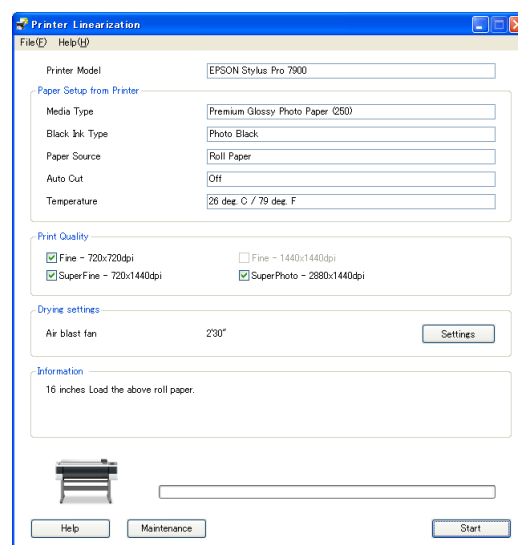 Printer Linearization
File(F) Help(H)
Printer Model EPSON Stylus Pro 7900
Paper Setup from Printer
Media Type Premium Glossy Photo Paper (250)
Black Ink Type Photo Black
Paper Source Roll Paper
Auto Cut Off
Temperature 26 deg. C / 79 deg. F
Print Quality
Fine - 720x720dpi Fine - 1440x1440dpi
SuperFine - 720x1440dpi SuperPhoto - 2880x1440dpi
Drying settings
Air blast fan 2'30" Settings
Information
16 inches Load the above roll paper.
Help Maintenance Start